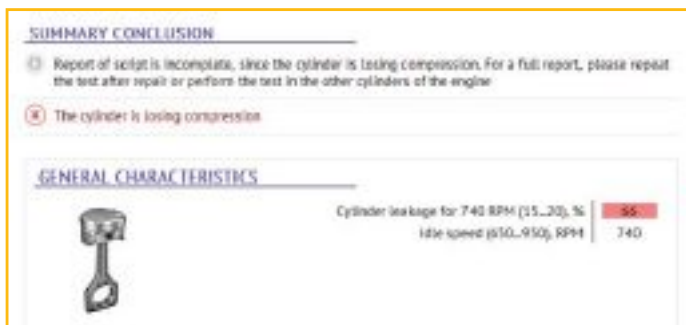 SUMMARY CONCLUSION
Report of script is incomplete, since the cylinder is losing compression. For a full report, please repeat
the test after repair or perform the test in the other cylinders of the engine
The cylinder is losing compression
GENERAL CHARACTERISTICS
Cylinder leakage for 740 RPM (15...20), %
Idle speed (650...950), RPM 740